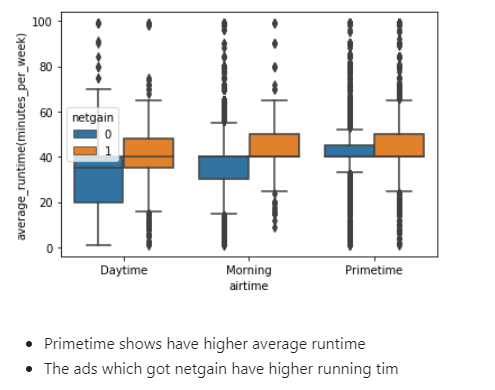 100
80
60
40
20
0
average_runtime(minutes_per_week)
netgain
0
1
Daytime Morning Primetime
airtime
Primetime shows have higher average runtime
The ads which got netgain have higher running tim